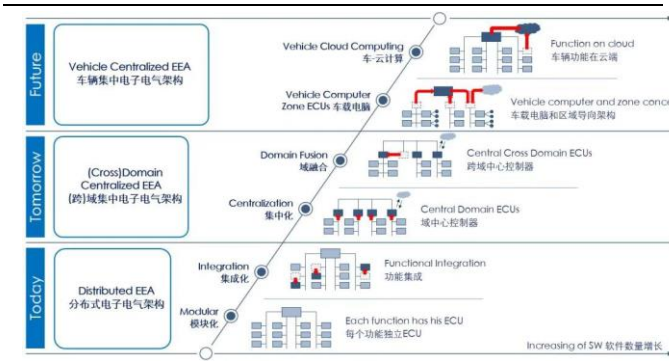 Future
Vehicle Centralized EEA
车辆集中电子电气架构
Vehicle Cloud Computing
车-云计算
Function on cloud
车辆功能在云端
Vehicle Computer
Zone ECUs 车载电脑
Vehicle computer and zone conc
车载电脑和区域导向架构
Tomorrow
(Cross)Domain
Centralized EEA
(跨)域集中电子电气架构
Domain Fusion
域融合
Central Cross Domain ECUs
跨域中心控制器
Centralization
集中化
Central Domain ECUs
域中心控制器
Today
Distributed EEA
分布式电子电气架构
Integration
集成化
Functional Integration
功能集成
Modular
模块化
Each function has his ECU
每个功能独立ECU
Increasing of SW 软件数量增长